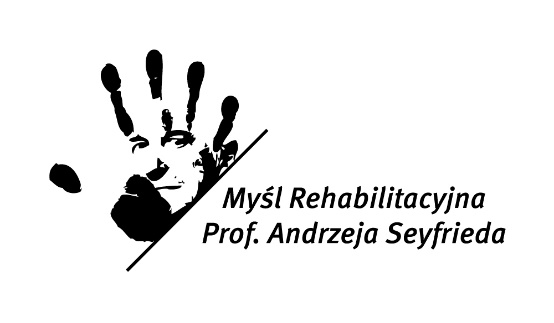 Myśl Rehabilitacyjna
Prof. Andrzeja Seyfrieda